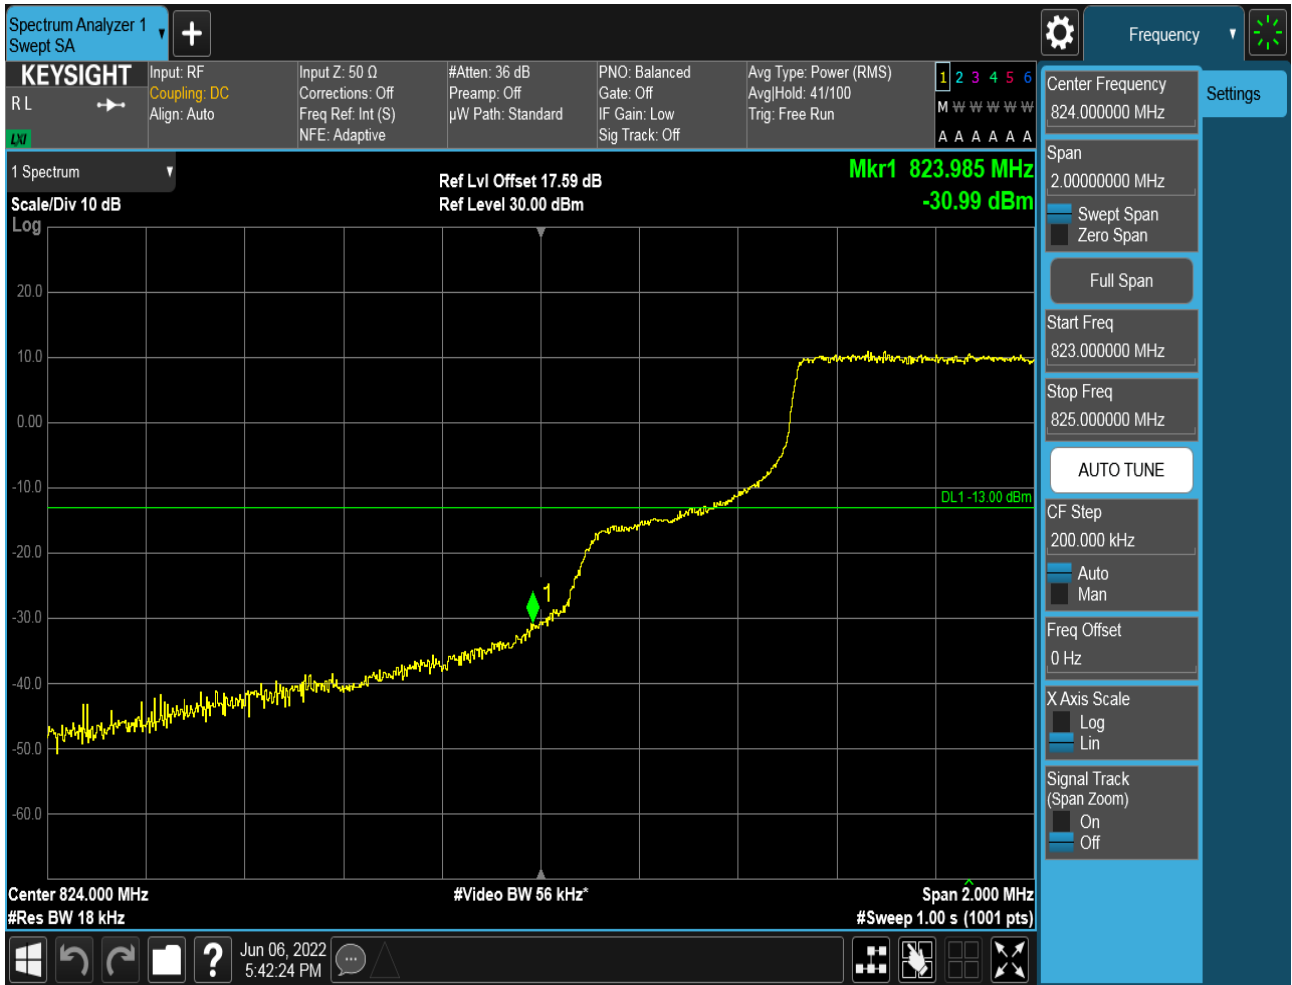 Spectrum Analyzer 1
Swept SA
Frequency
KEYSIGHT
R L
LXI
Input: RF
Coupling: DC
Align: Auto
Input Z: 50 Ω
Corrections: Off
Freq Ref: Int (S)
NFE: Adaptive
#Atten: 36 dB
Preamp: Off
µW Path: Standard
PNO: Balanced
Gate: Off
IF Gain: Low
Sig Track: Off
Avg Type: Power (RMS)
Avg|Hold: 41/100
Trig: Free Run
1 2 3 4 5 6
M W W W W W
A A A A A A
1 Spectrum
Scale/Div 10 dB
Log
Ref Lvl Offset 17.59 dB
Ref Level 30.00 dBm
Mkr1 823.985 MHz
-30.99 dBm
20.0
10.0
0.00
-10.0
-20.0
-30.0
-40.0
-50.0
-60.0
DL1 -13.00 dBm
1
Center 824.000 MHz
#Res BW 18 kHz
#Video BW 56 kHz*
Span 2.000 MHz
#Sweep 1.00 s (1001 pts)
Center Frequency
824.000000 MHz
Settings
Span
2.00000000 MHz
Swept Span
Zero Span
Full Span
Start Freq
823.000000 MHz
Stop Freq
825.000000 MHz
AUTO TUNE
CF Step
200.000 kHz
Auto
Man
Freq Offset
0 Hz
X Axis Scale
Log
Lin
Signal Track
(Span Zoom)
On
Off
?
Jun 06, 2022
5:42:24 PM